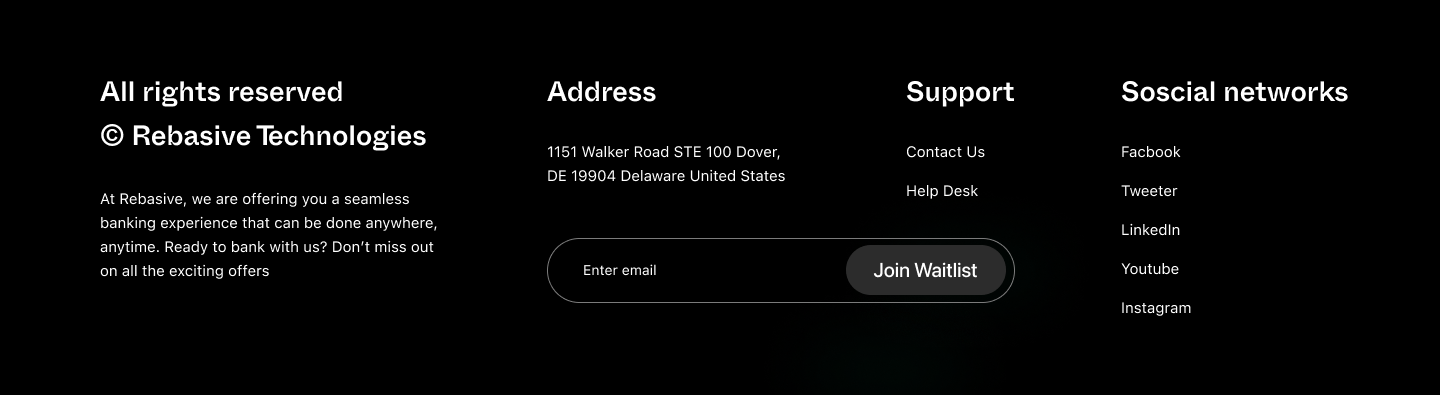 All rights reserved
© Rebasive Technologies
At Rebasive, we are offering you a seamless
banking experience that can be done anywhere,
anytime. Ready to bank with us? Don’t miss out
on all the exciting offers
Address
1151 Walker Road STE 100 Dover,
DE 19904 Delaware United States
Support
Contact Us
Help Desk
Enter email
Join Waitlist
Soscial networks
Facbook
Tweeter
LinkedIn
Youtube
Instagram